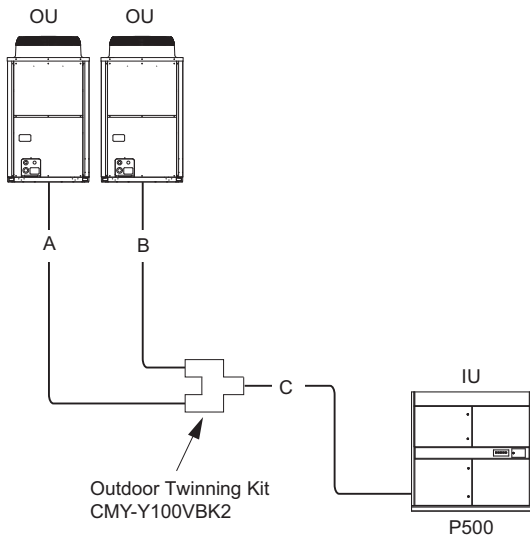 OU
OU
A
B
C
IU
Outdoor Twinning Kit
CMY-Y100VBK2
P500